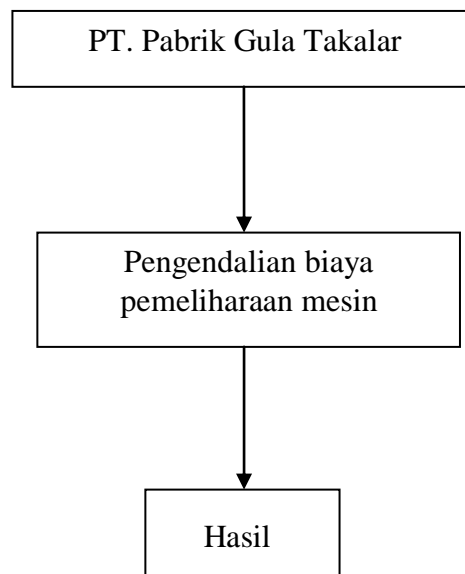 PT. Pabrik Gula Takalar
Pengendalian biaya
pemeliharaan mesin
Hasil